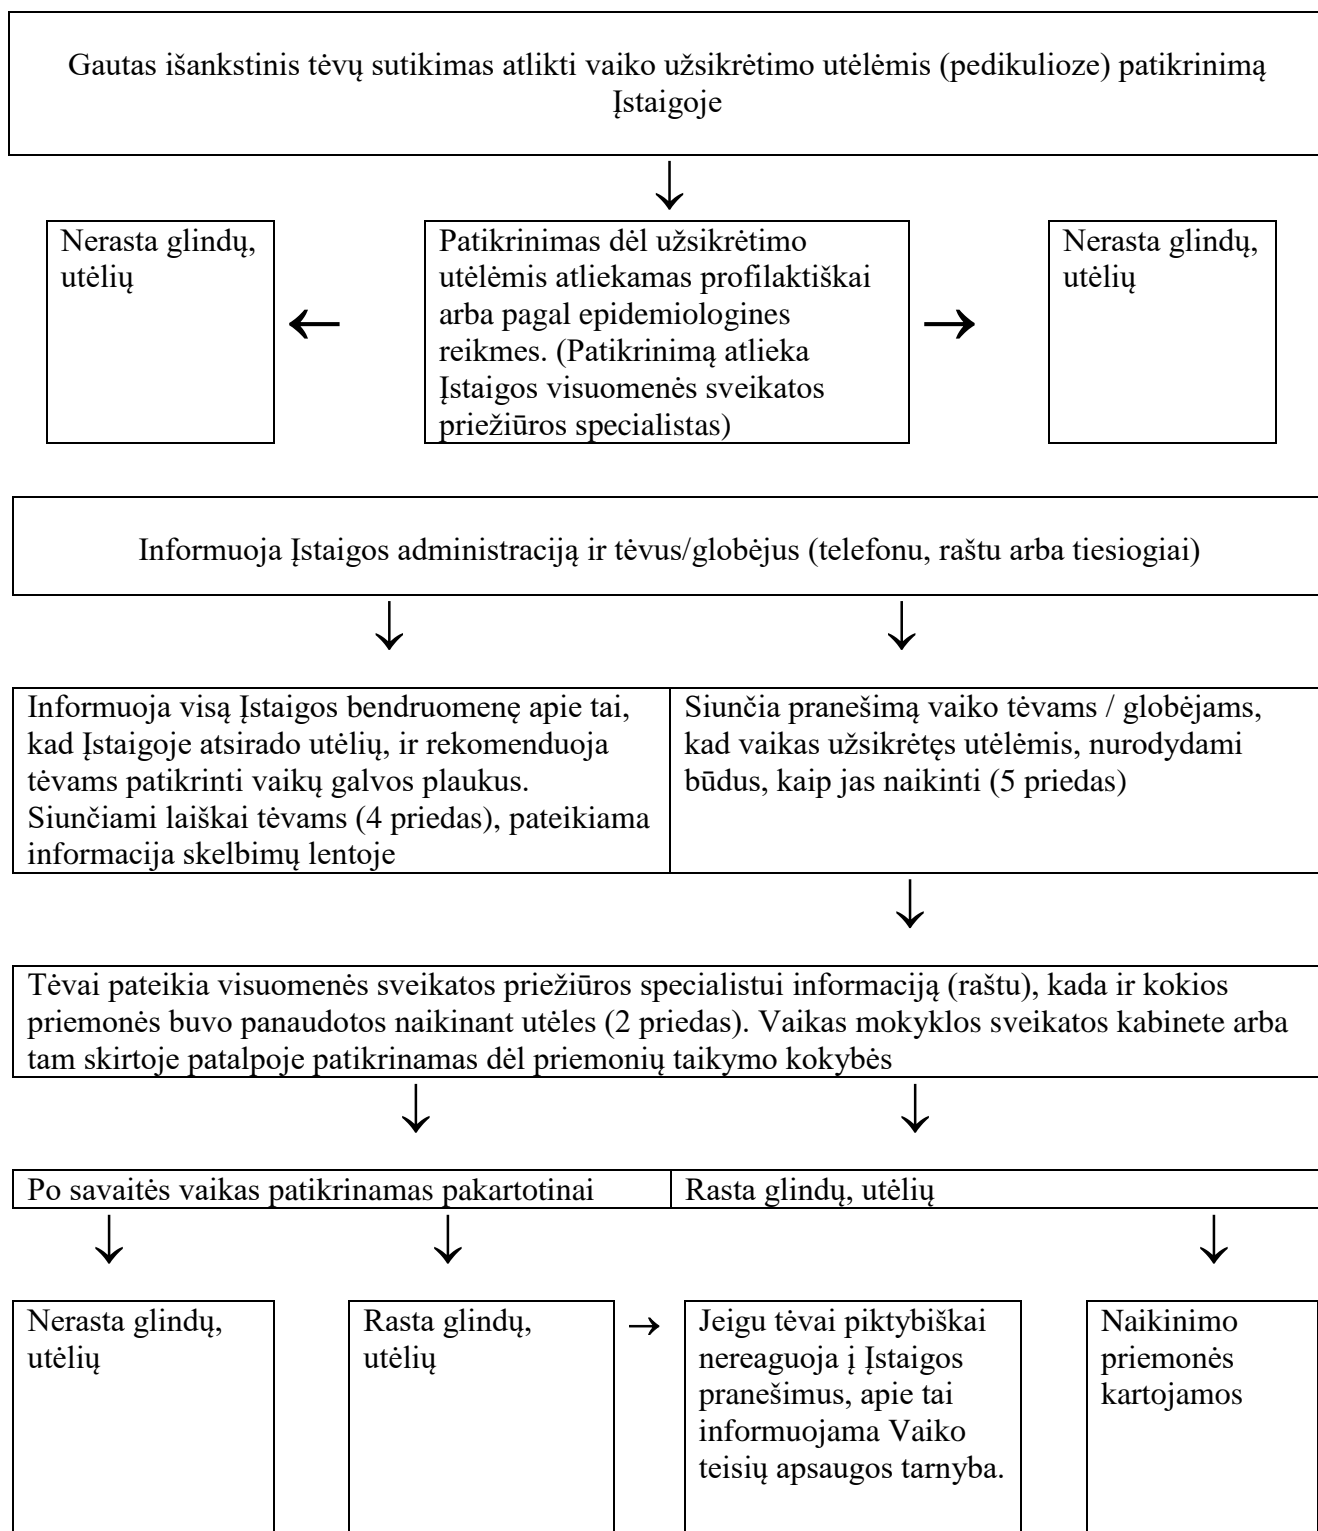 Gautas išankstinis tėvų sutikimas atlikti vaiko užsikrėtimo utėlėmis (pedikulioze) patikrinimą
Įstaigoje
Nerasta glindų,
utėlių
Patikrinimas dėl užsikrėtimo
utėlėmis atliekamas profilaktiškai
arba pagal epidemiologines
reikmes. (Patikrinimą atlieka
Įstaigos visuomenės sveikatos
priežiūros specialistas)
Nerasta glindų,
utėlių
Informuoja Įstaigos administraciją ir tėvus/globėjus (telefonu, raštu arba tiesiogiai)
Informuoja visą Įstaigos bendruomenę apie tai,
kad Įstaigoje atsirado utėlių, ir rekomenduoja
tėvams patikrinti vaikų galvos plaukus.
Siunčiami laiškai tėvams (4 priedas), pateikiama
informacija skelbimų lentoje
Siunčia pranešimą vaiko tėvams / globėjams,
kad vaikas užsikrėtęs utėlėmis, nurodydami
būdus, kaip jas naikinti (5 priedas)
Tėvai pateikia visuomenės sveikatos priežiūros specialistui informaciją (raštu), kada ir kokios
priemonės buvo panaudotos naikinant utėles (2 priedas). Vaikas mokyklos sveikatos kabinete arba
tam skirtoje patalpoje patikrinamas dėl priemonių taikymo kokybės
Po savaitės vaikas patikrinamas pakartotinai
Rasta glindų, utėlių
Nerasta glindų,
utėlių
Rasta glindų,
utėlių
Jeigu tėvai piktybiškai
nereaguoja į Įstaigos
pranešimus, apie tai
informuojama Vaiko
teisių apsaugos tarnyba.
Naikinimo
priemonės
kartojamos